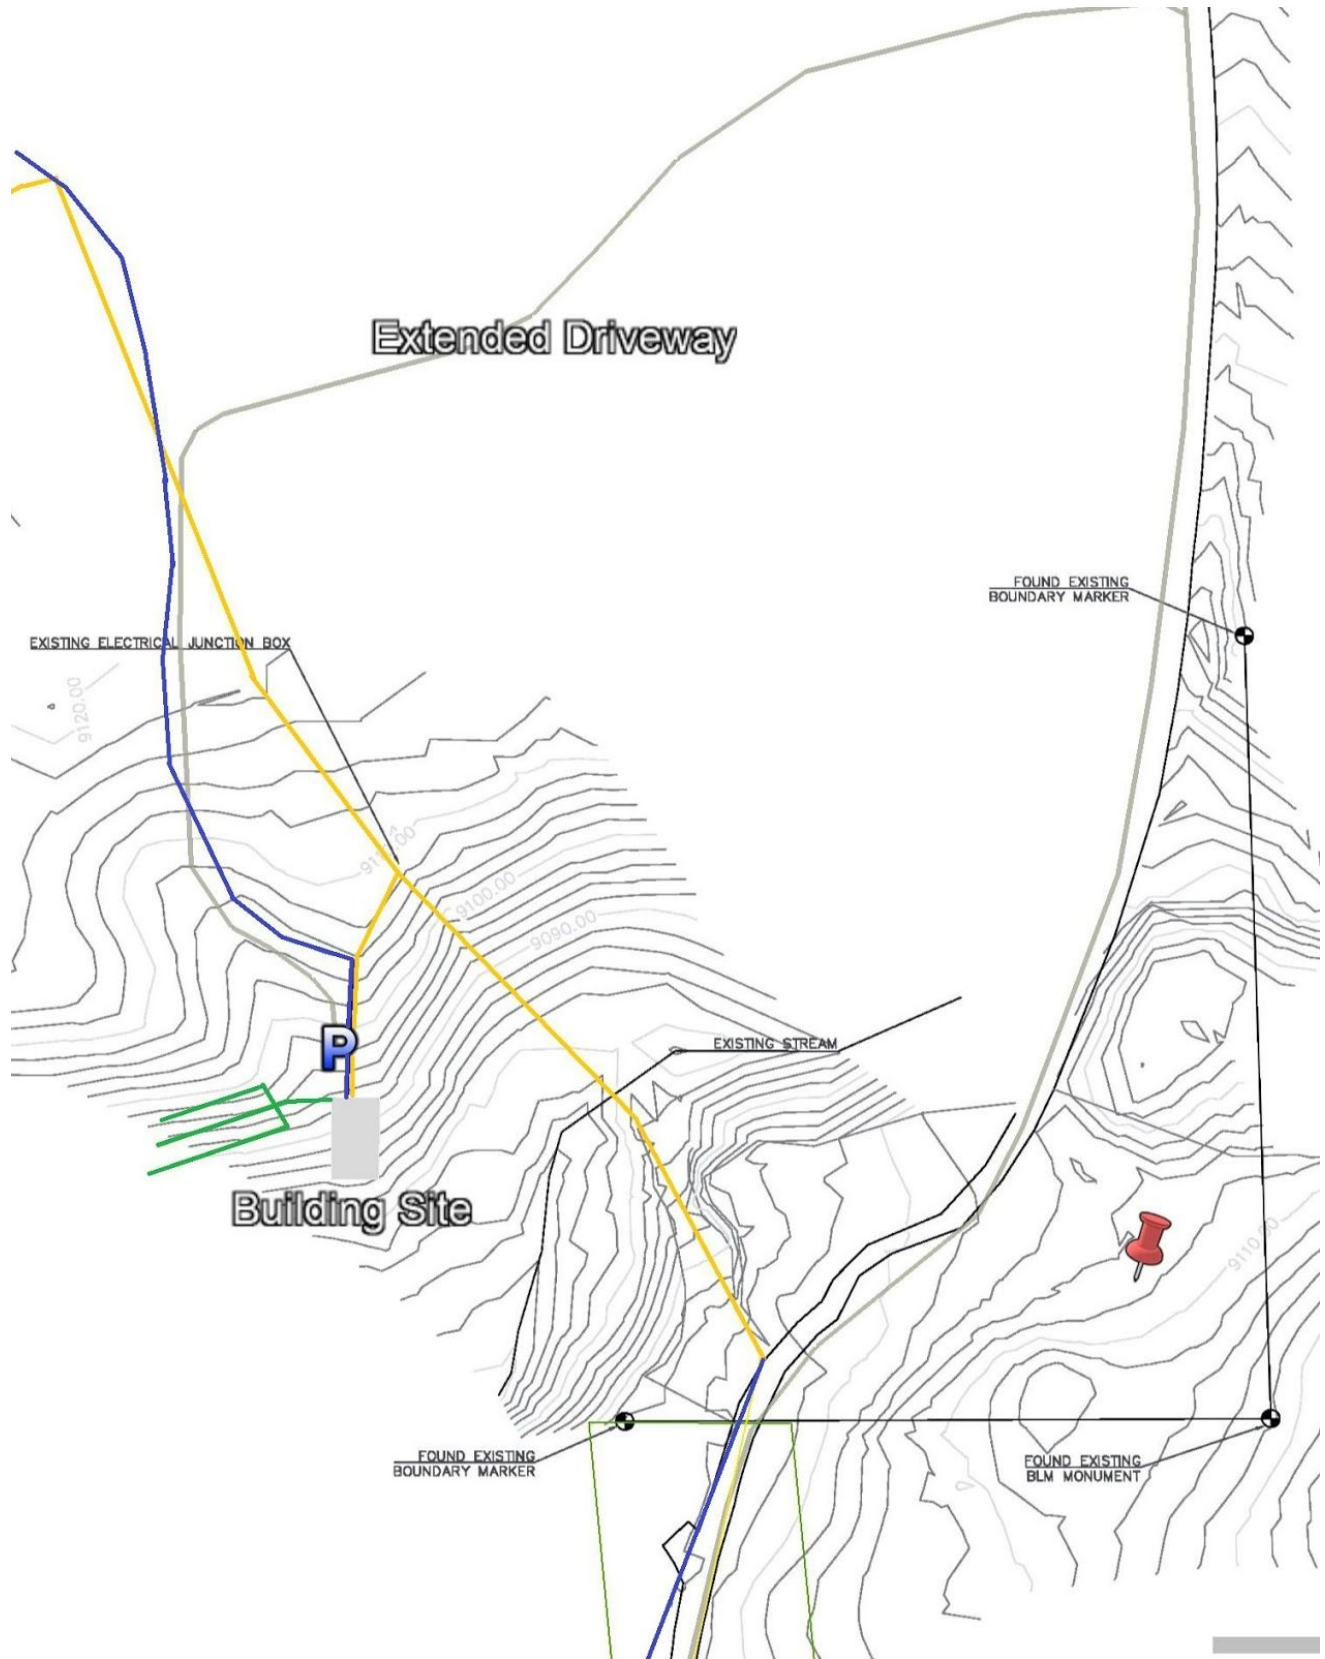 Extended Driveway
FOUND EXISTING
BOUNDARY MARKER
EXISTING ELECTRICAL JUNCTION BOX
9120.00
9100.00
9090.00
EXISTING STREAM
P
Building Site
9110.00
FOUND EXISTING
BOUNDARY MARKER
FOUND EXISTING
BLM MONUMENT